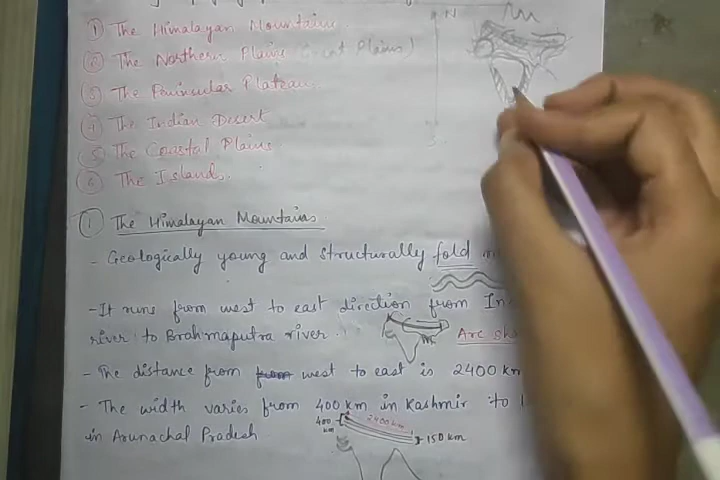 ① The Himalayan Mountains.
② The Northern Plains Plains)
③ The Peninsular Plateau.
④ The Indian Desert
⑤ The Coastal Plains
⑥ The Islands.
N
S
① The Himalayan Mountains
- Geologically young and structurally fold
- It runs from west to east direction from
river to Brahmaputra river.
Arc
- The distance from west to east is 2400 km
- The width varies from 400 km in Kashmir to
in Arunachal Pradesh
400 km
2400 km
150 km